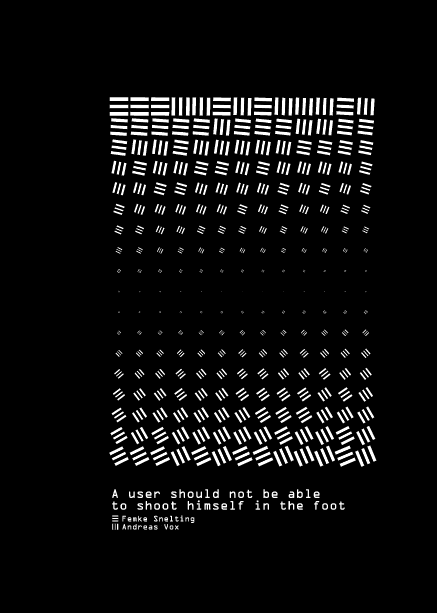 A user should not be able
to shoot himself in the foot
Femke Snelting
Andreas Vox